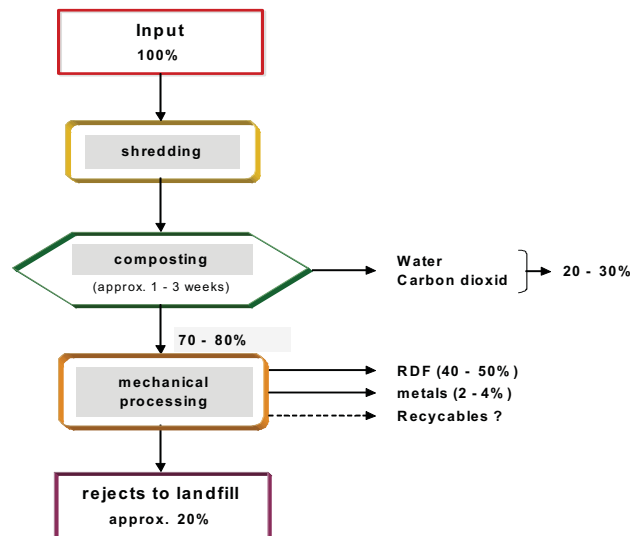 Input
100%
shredding
composting
(approx. 1 - 3 weeks)
Water
Carbon dioxid
20 - 30%
70 - 80%
mechanical
processing
RDF (40 - 50%)
metals (2 - 4%)
Recycables ?
rejects to landfill
approx. 20%